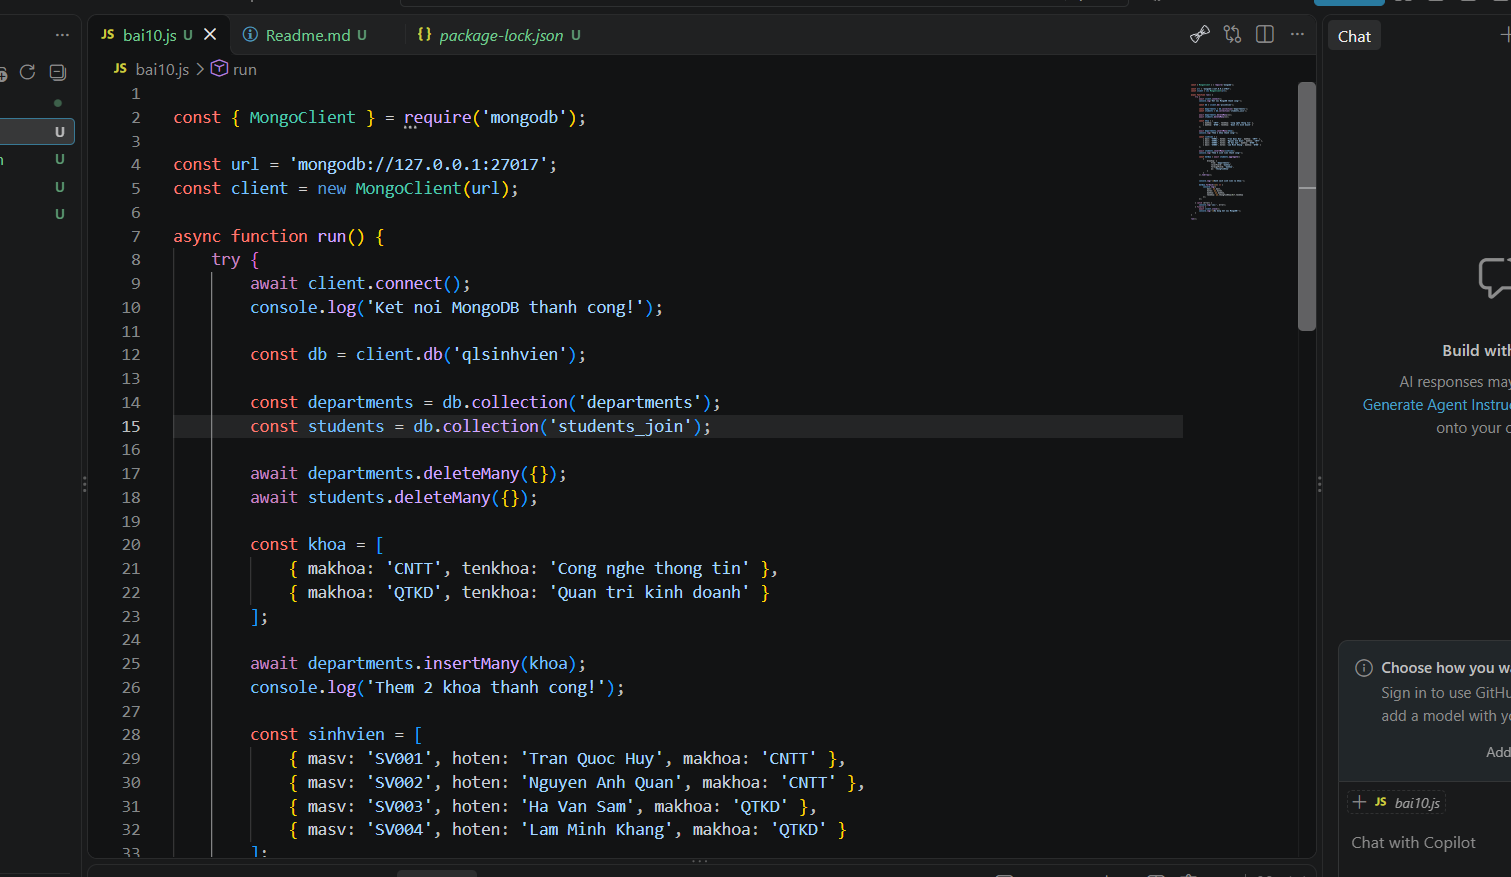 JS bai10.js U
Readme.md U
{} package-lock.json U
Chat
JS bai10.js > run
U
U
U
U
1
2 const { MongoClient } = require('mongodb');
3
4 const url = 'mongodb://127.0.0.1:27017';
5 const client = new MongoClient(url);
6
7 async function run() {
8 try {
9 await client.connect();
10 console.log('Ket noi MongoDB thanh cong!');
11
12 const db = client.db('qlsinhvien');
13
14 const departments = db.collection('departments');
15 const students = db.collection('students_join');
16
17 await departments.deleteMany({});
18 await students.deleteMany({});
19
20 const khoa = [
21 { makhoa: 'CNTT', tenkhoa: 'Cong nghe thong tin' },
22 { makhoa: 'QTKD', tenkhoa: 'Quan tri kinh doanh' }
23 ];
24
25 await departments.insertMany(khoa);
26 console.log('Them 2 khoa thanh cong!');
27
28 const sinhvien = [
29 { masv: 'SV001', hoten: 'Tran Quoc Huy', makhoa: 'CNTT' },
30 { masv: 'SV002', hoten: 'Nguyen Anh Quan', makhoa: 'CNTT' },
31 { masv: 'SV003', hoten: 'Ha Van Sam', makhoa: 'QTKD' },
32 { masv: 'SV004', hoten: 'Lam Minh Khang', makhoa: 'QTKD' }
33 ];
Build with
AI responses may
Generate Agent Instru
onto your
Choose how you
Sign in to use GitHu
add a model with
Add
JS bai10.js
Chat with Copilot